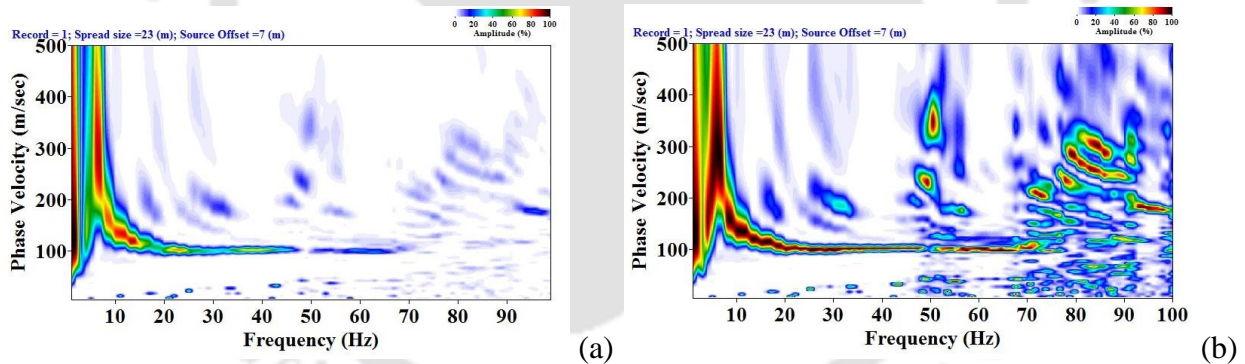 0 20 40 60 80 100
Amplitude (%)
Record = 1; Spread size =23 (m); Source Offset =7 (m)
500
400
300
200
100
Phase Velocity (m/sec)
10 20 30 40 50 60 70 80 90
Frequency (Hz)
(a)
0 20 40 60 80 100
Amplitude (%)
Record = 1; Spread size =23 (m); Source Offset =7 (m)
500
400
300
200
100
Phase Velocity (m/sec)
10 20 30 40 50 60 70 80 90 100
Frequency (Hz)
(b)